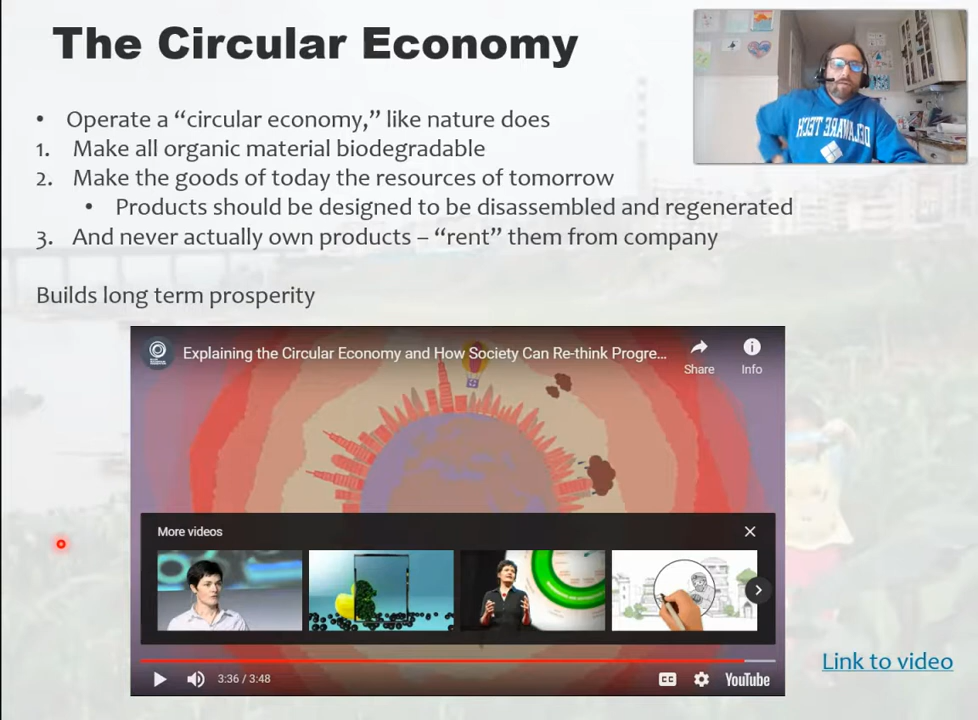 The Circular Economy
• Operate a “circular economy,” like nature does
1. Make all organic material biodegradable
2. Make the goods of today the resources of tomorrow
• Products should be designed to be disassembled and regenerated
3. And never actually own products – “rent” them from company
Builds long term prosperity
DELAWARE TECH
Explaining the Circular Economy and How Society Can Re-think Progre...
Share
Info
More videos
3:36 / 3:48
CC
YouTube
Link to video